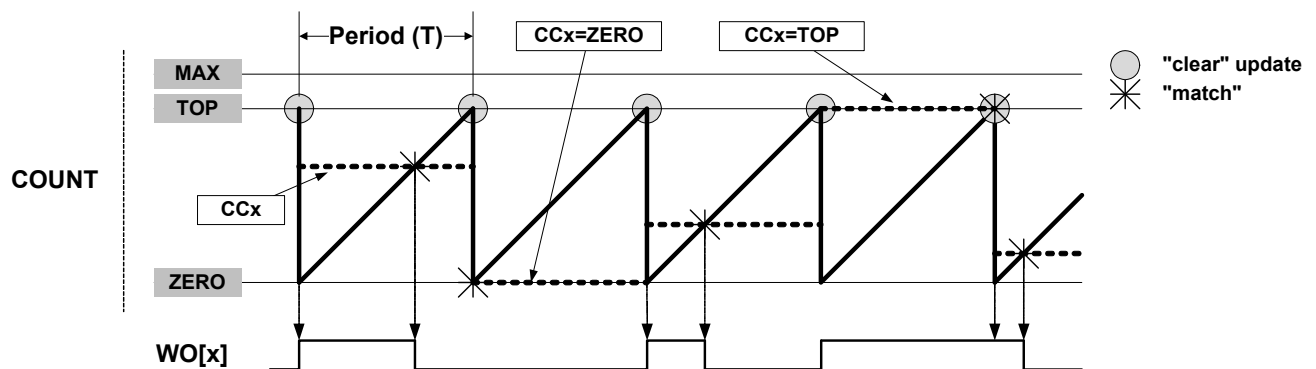 Period (T)
CCx=ZERO
CCx=TOP
"clear" update
"match"
MAX
TOP
COUNT
CCx
ZERO
WO[x]